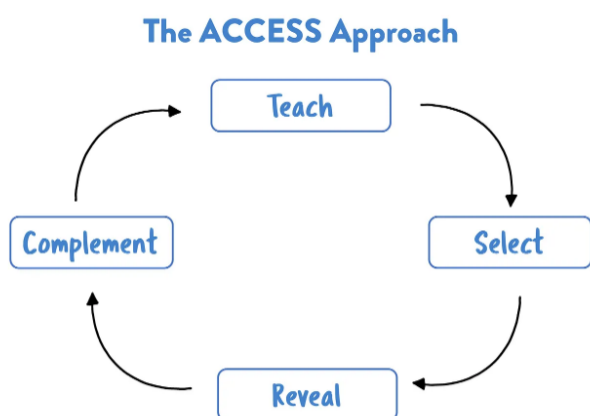 The ACCESS Approach
Teach
Select
Reveal
Complement